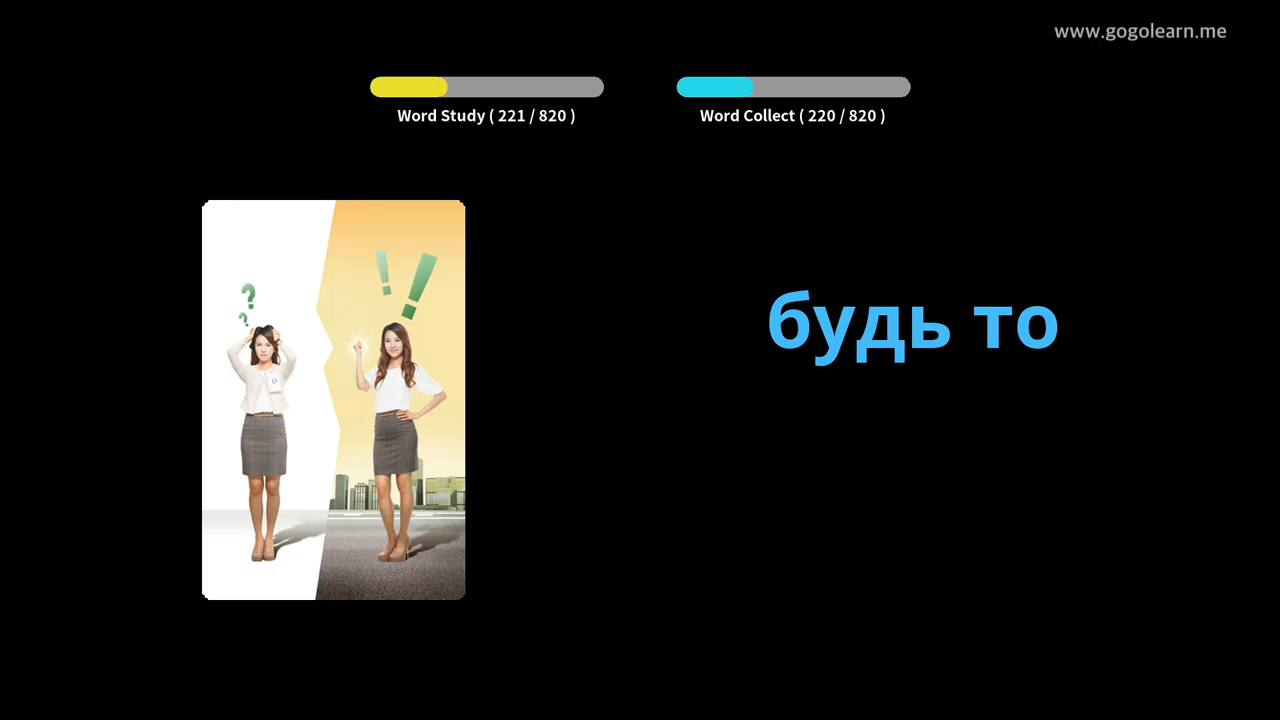 www.gogolearn.me
Word Study ( 221 / 820 )
Word Collect ( 220 / 820 )
? ? ! !
будь то